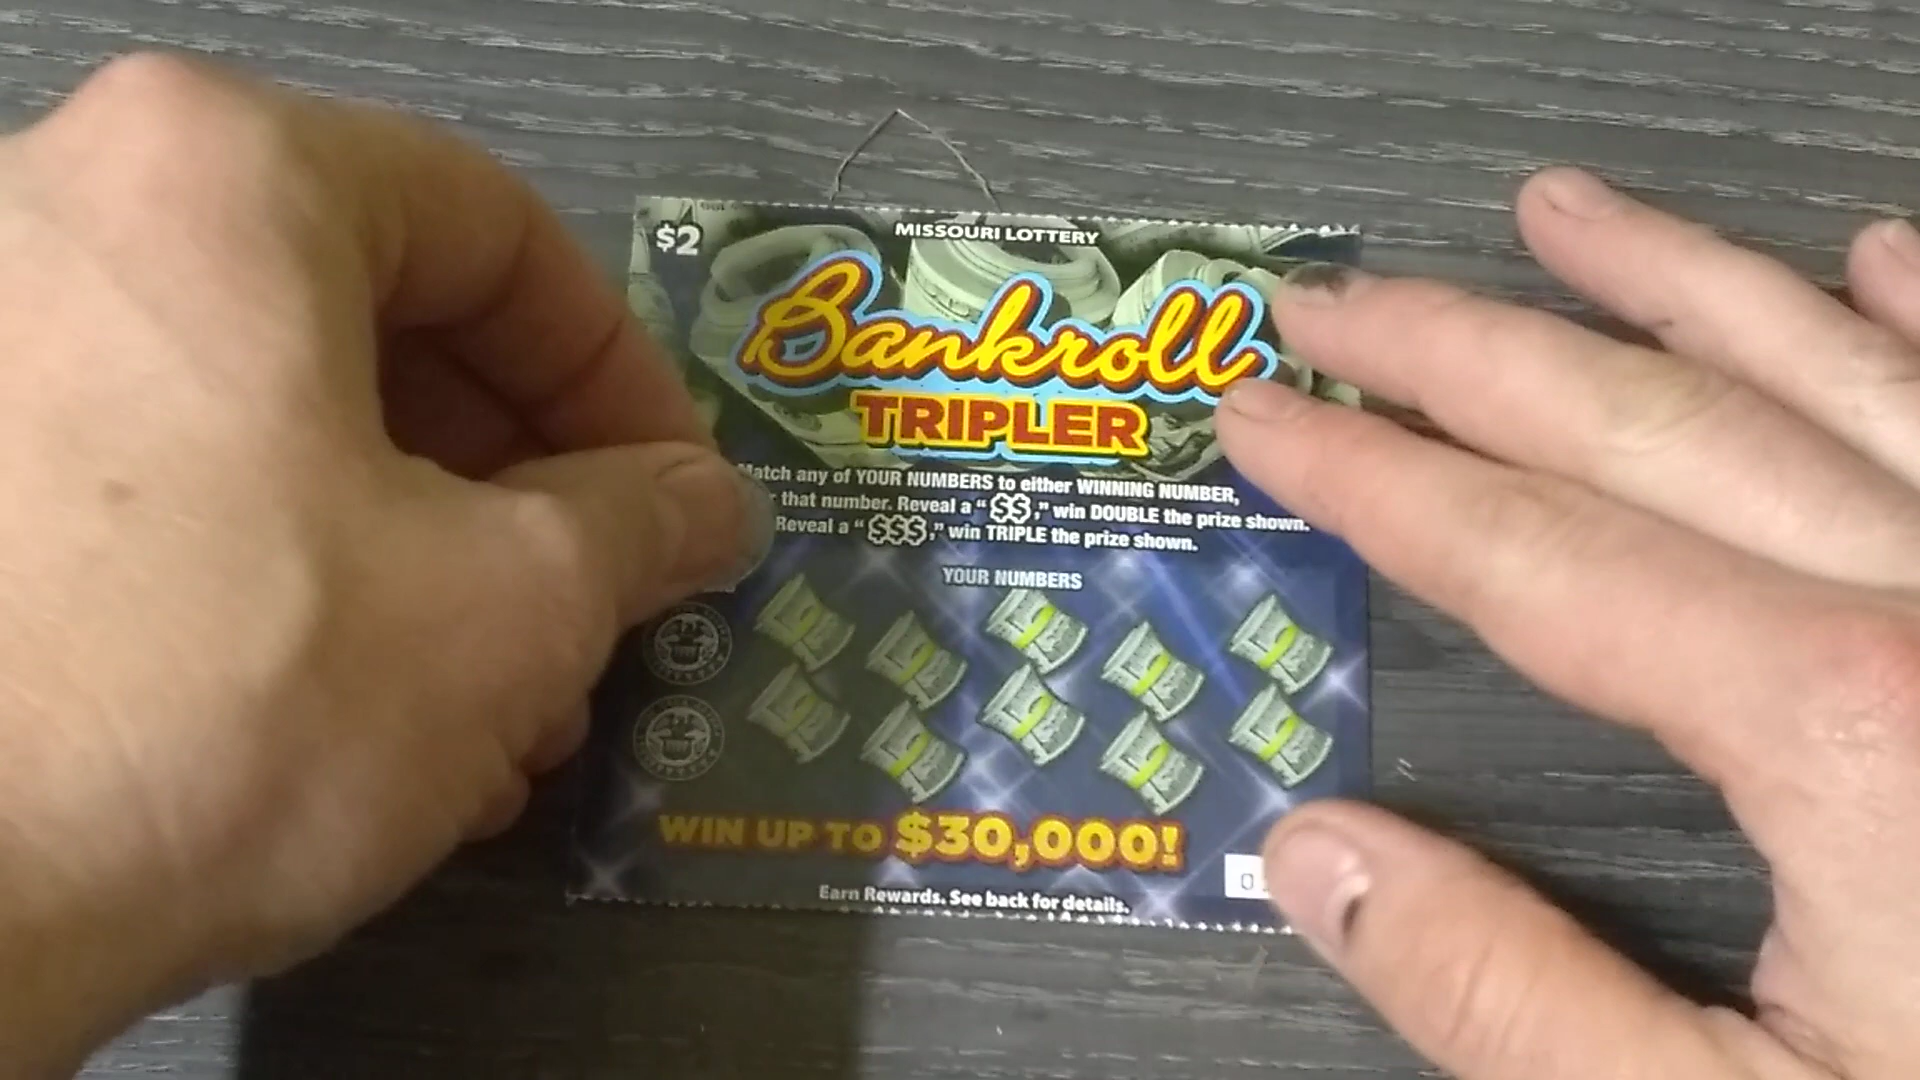 $2
MISSOURI LOTTERY
Bankroll
TRIPLER
Match any of YOUR NUMBERS to either WINNING NUMBER,
that number. Reveal a "$$," win DOUBLE the prize shown.
Reveal a "$$$," win TRIPLE the prize shown.
YOUR NUMBERS
WIN UP TO $30,000!
0
Earn Rewards. See back for details.